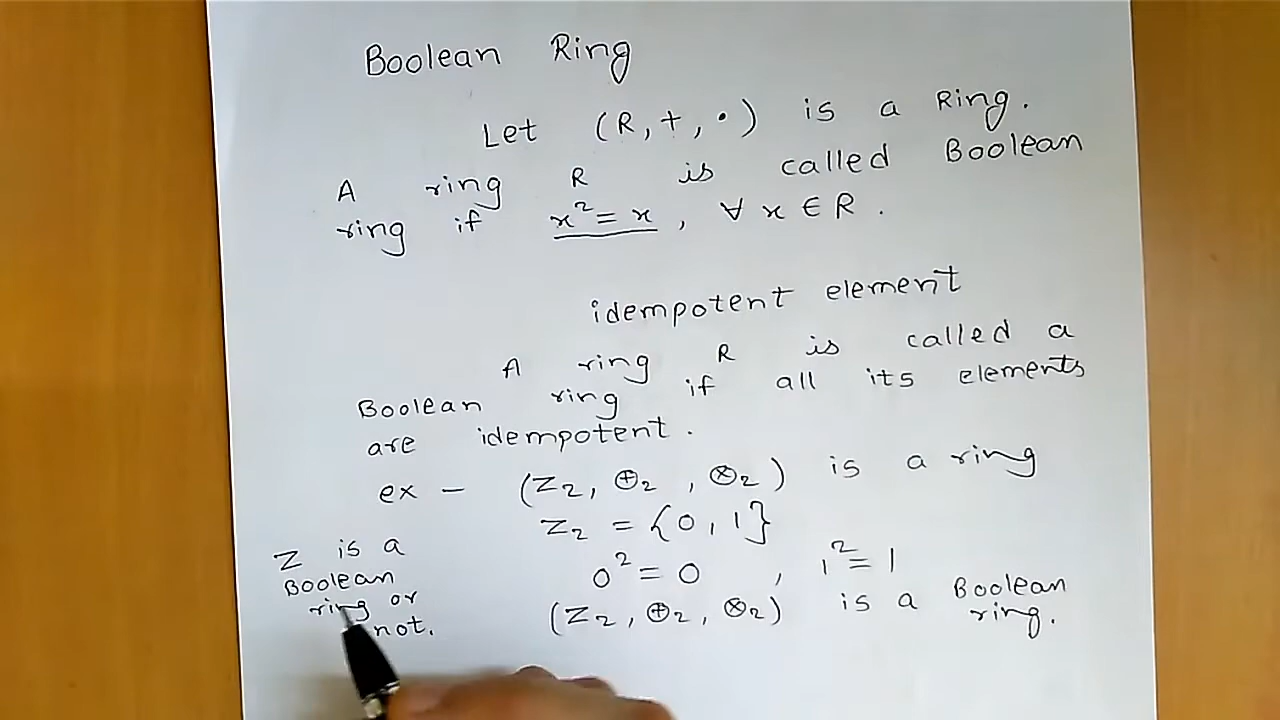 Boolean Ring
Let (R, +, •) is a Ring.
A ring R is called Boolean
ring if x² = x, ∀ x ∈ R.
idempotent element
A ring R is called a
Boolean ring if all its elements
are idempotent.
ex – (Z₂, ⊕₂, ⊗₂) is a ring
Z₂ = {0, 1}
0² = 0, 1² = 1
(Z₂, ⊕₂, ⊗₂) is a Boolean
ring.
Z is a
Boolean
ring or
not.